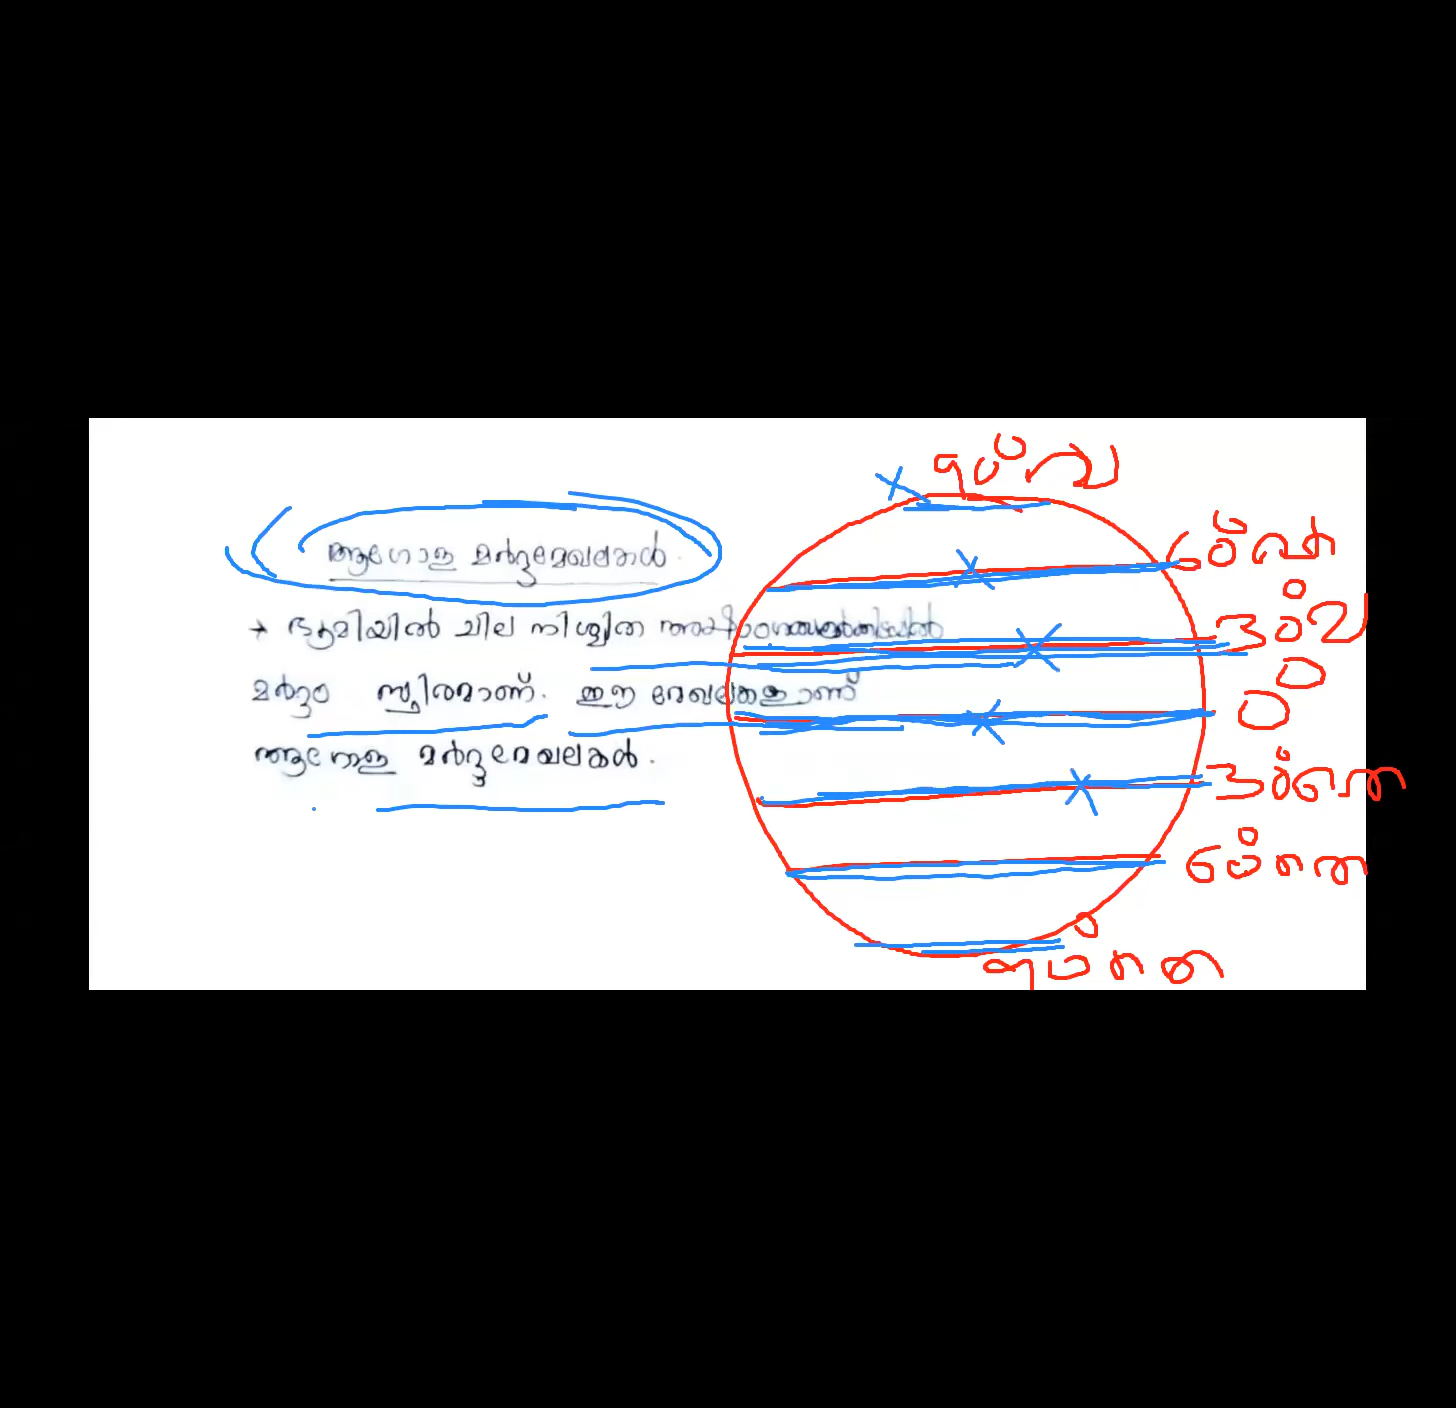 ആഗോള മർദ്ദമേഖലകൾ.
→ ഭൂമിയിൽ ചില നിശ്ചിത
മർദ്ദം സ്ഥിരമാണ്. ഈ മേഖലകളാണ്
ആഗോള മർദ്ദമേഖലകൾ.
90°
60°
30°
0°
30° തെ
60°
90°